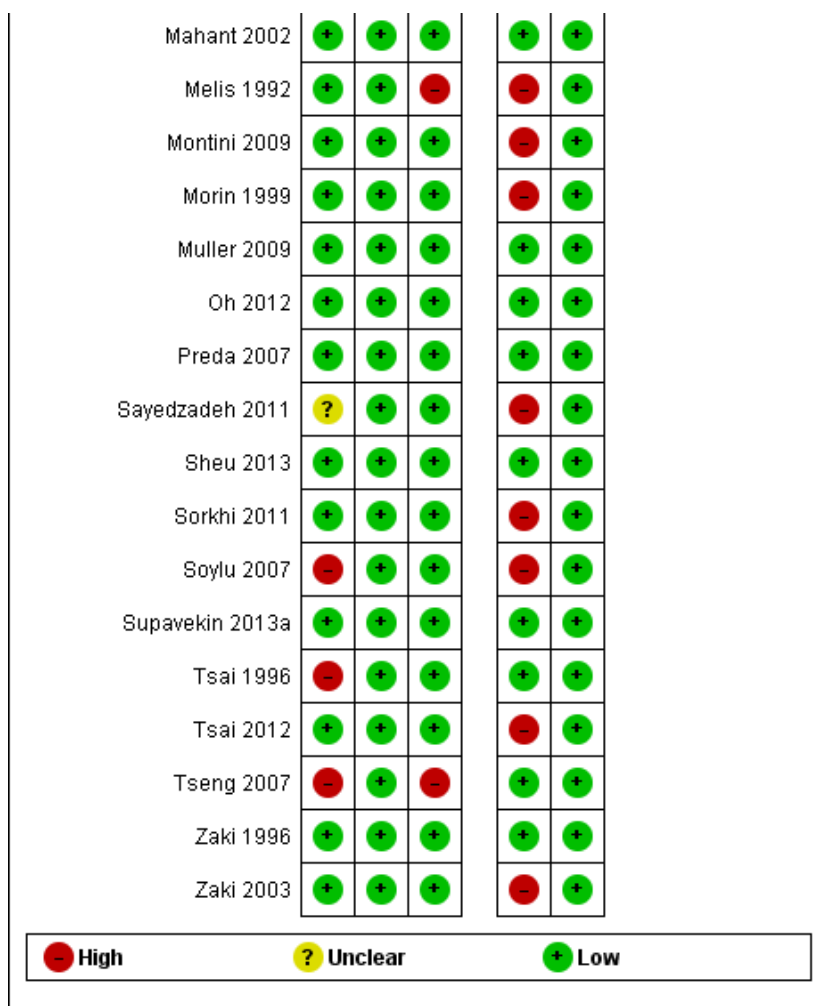 Mahant 2002 + + + + +
Melis 1992 + + - - +
Montini 2009 + + + - +
Morin 1999 + + + - +
Muller 2009 + + + + +
Oh 2012 + + + + +
Preda 2007 + + + + +
Sayedzadeh 2011 ? + + - +
Sheu 2013 + + + + +
Sorkhi 2011 + + + - +
Soylu 2007 - + + - +
Supavekin 2013a + + + + +
Tsai 1996 - + + + +
Tsai 2012 + + + - +
Tseng 2007 - + - + +
Zaki 1996 + + + + +
Zaki 2003 + + + - +
- High ? Unclear + Low